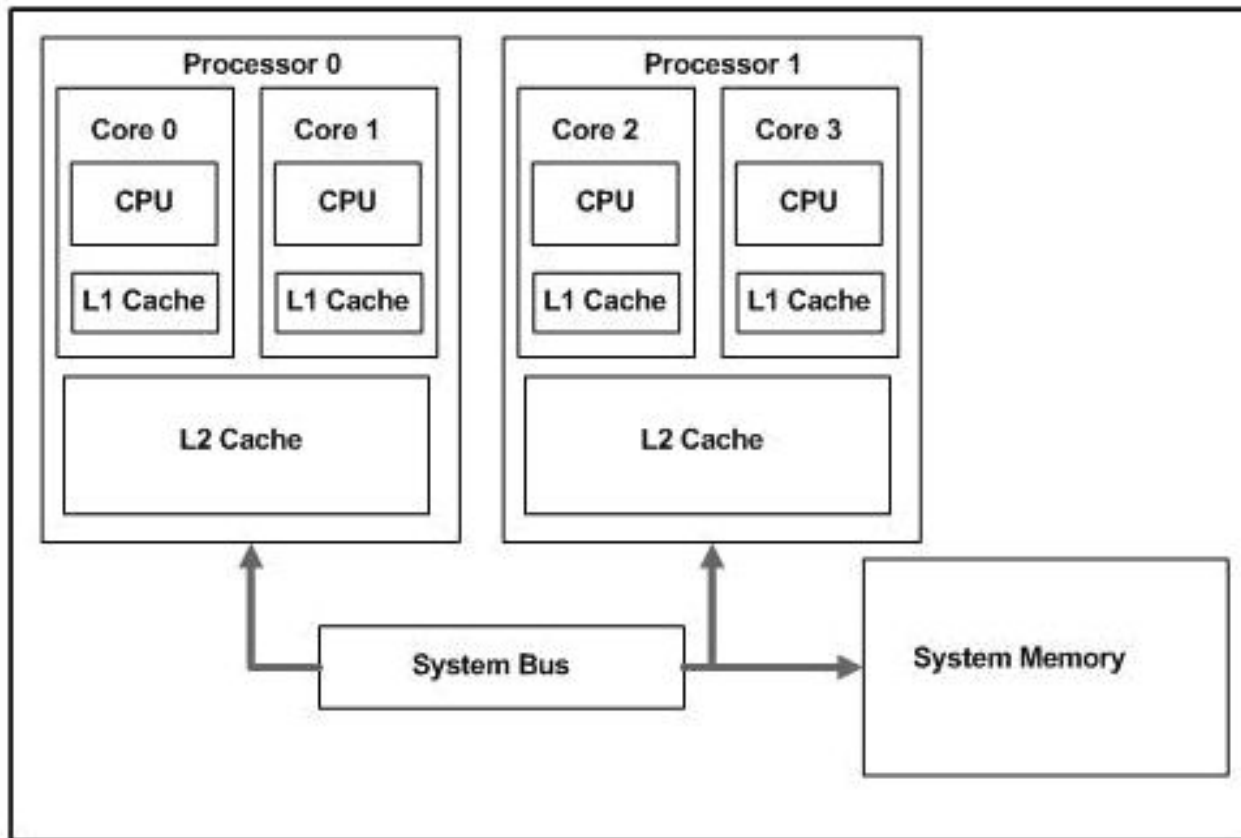 Processor 0
Core 0
CPU
L1 Cache
Core 1
CPU
L1 Cache
L2 Cache
Processor 1
Core 2
CPU
L1 Cache
Core 3
CPU
L1 Cache
L2 Cache
System Bus
System Memory